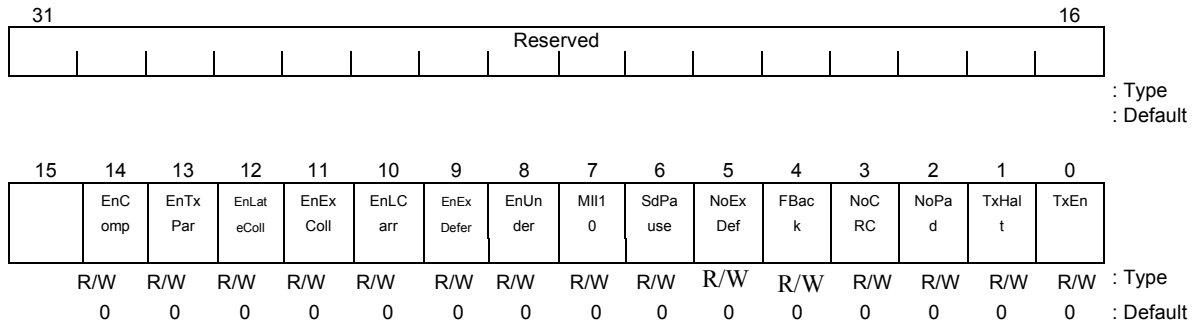 31 16
Reserved
: Type
: Default
15 14 13 12 11 10 9 8 7 6 5 4 3 2 1 0
EnC EnTx EnLat EnEx EnLC EnEx EnUn MII1 SdPa NoEx FBac NoC NoPa TxHal TxEn
omp Par eColl Coll arr Defer der 0 use Def k RC d t
R/W R/W R/W R/W R/W R/W R/W R/W R/W R/W R/W R/W R/W R/W R/W : Type
0 0 0 0 0 0 0 0 0 0 0 0 0 0 0 : Default